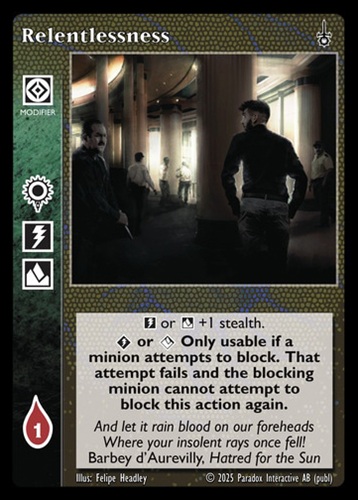 Relentlessness
MODIFIER
or +1 stealth.
or Only usable if a
minion attempts to block. That
attempt fails and the blocking
minion cannot attempt to
block this action again.
And let it rain blood on our foreheads
Where your insolent rays once fell!
Barbey d'Aurevilly, Hatred for the Sun
1
Illus: Felipe Headley © 2025 Paradox Interactive AB (publ)